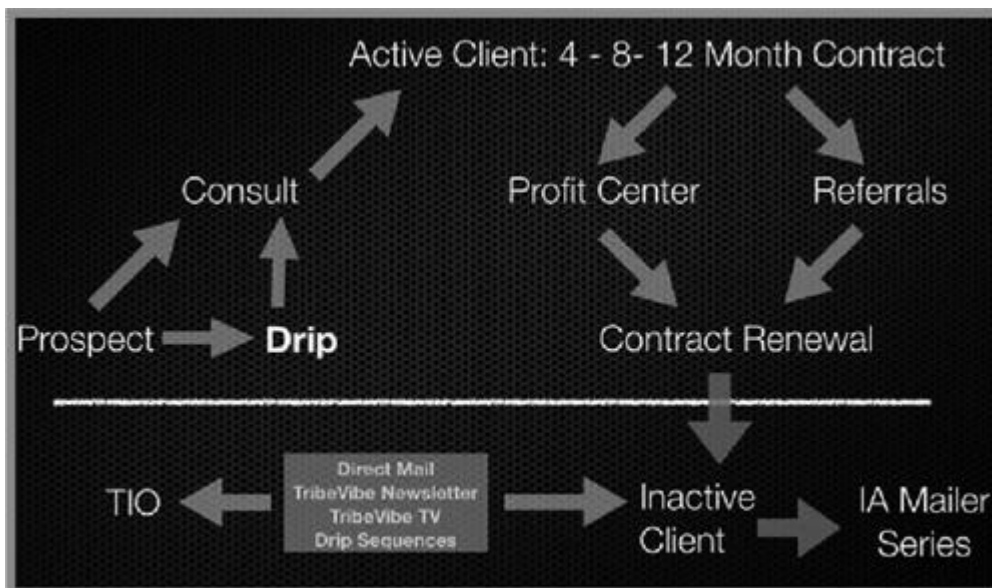 Active Client: 4 - 8- 12 Month Contract
Consult
Profit Center
Referrals
Prospect
Drip
Contract Renewal
Direct Mail
TribeVibe Newsletter
TribeVibe TV
Drip Sequences
TIO
Inactive
Client
IA Mailer
Series